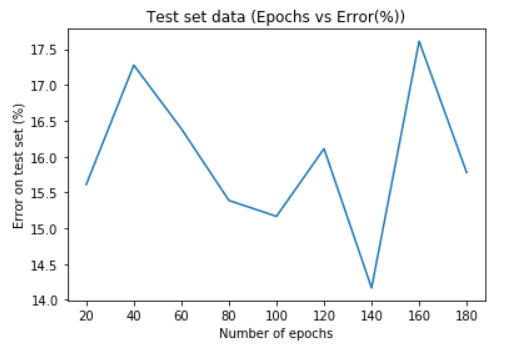 Test set data (Epochs vs Error(%))
17.5
17.0
16.5
16.0
15.5
15.0
14.5
14.0
Error on test set (%)
20 40 60 80 100 120 140 160 180
Number of epochs